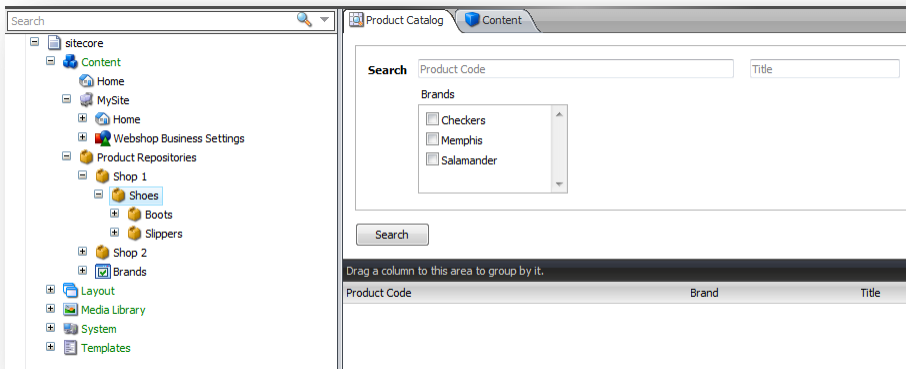 Search
sitecore
Content
Home
MySite
Home
Webshop Business Settings
Product Repositories
Shop 1
Shoes
Boots
Slippers
Shop 2
Brands
Layout
Media Library
System
Templates
Product Catalog Content
Search Product Code Title
Brands
Checkers
Memphis
Salamander
Search
Drag a column to this area to group by it.
Product Code Brand Title